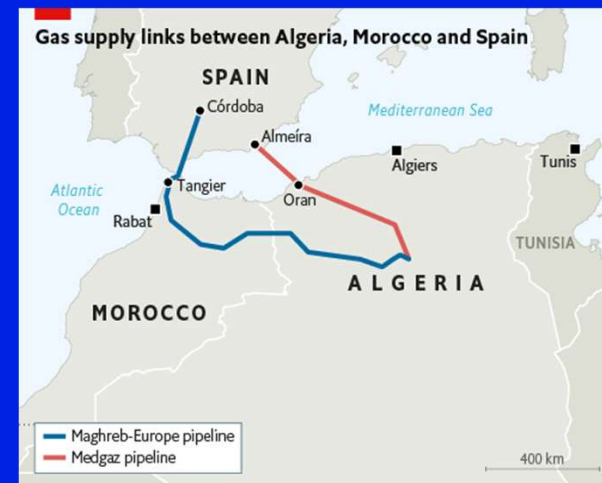 Gas supply links between Algeria, Morocco and Spain
SPAIN
Córdoba
Mediterranean Sea
Almeíra
Algiers
Tunis
Tangier
Atlantic
Ocean
Oran
Rabat
TUNISIA
ALGERIA
MOROCCO
Maghreb-Europe pipeline
Medgaz pipeline
400 km